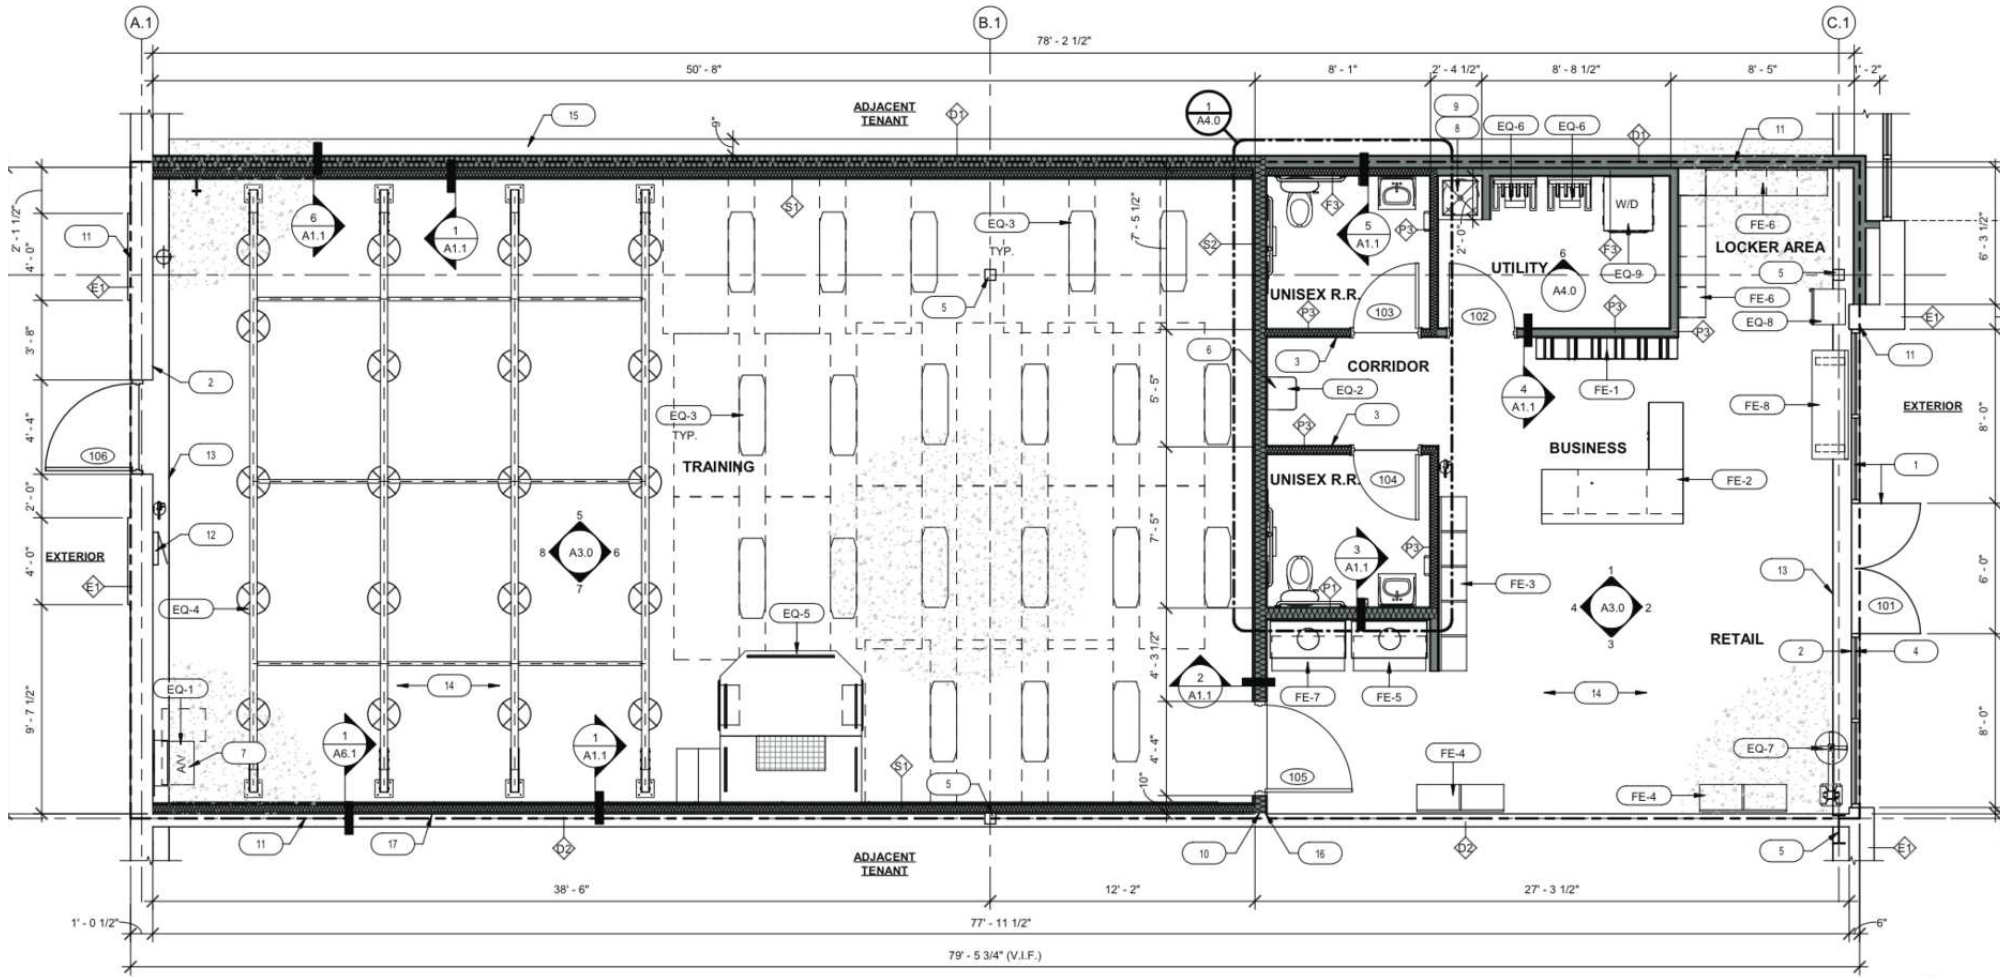 A.1
B.1
C.1
78' - 2 1/2"
50' - 8"
8' - 1"
2' - 4 1/2"
8' - 8 1/2"
8' - 5"
1' - 2"
15
ADJACENT
TENANT
D1
9"
1
A4.0
9
8
EQ-6
EQ-6
D1
11
2' - 1 1/2"
4' - 0"
3' - 8"
4' - 4"
2' - 0"
4' - 0"
9' - 7 1/2"
11
E1
6
A1.1
1
A1.1
S1
EQ-3
TYP.
7' - 5 1/2"
S2
F3
5
A1.1
P3
2' - 0"
W/D
F3
EQ-9
FE-6
LOCKER AREA
6' - 3 1/2"
UTILITY
6
A4.0
5
FE-6
5
UNISEX R.R.
103
102
P3
P3
P3
EQ-8
E1
6
3
CORRIDOR
11
2
EQ-2
FE-1
4
A1.1
FE-8
EXTERIOR
8' - 0"
5' - 5"
EQ-3
TYP.
3
P3
106
13
TRAINING
BUSINESS
1
UNISEX R.R.
104
FE-2
12
EXTERIOR
E1
5
8
A3.0
6
7
7' - 5"
3
A1.1
P3
P1
FE-3
13
6' - 0"
1
4
A3.0
2
3
101
EQ-4
EQ-5
RETAIL
2
4
EQ-1
14
4' - 3 1/2"
2
A1.1
FE-7
FE-5
14
8' - 0"
A/V
7
1
A6.1
1
A1.1
S1
5
4' - 4"
10"
105
FE-4
EQ-7
FE-4
11
17
D2
ADJACENT
TENANT
10
16
D2
5
E1
38' - 6"
12' - 2"
27' - 3 1/2"
1' - 0 1/2"
77' - 11 1/2"
6"
79' - 5 3/4" (V.I.F.)